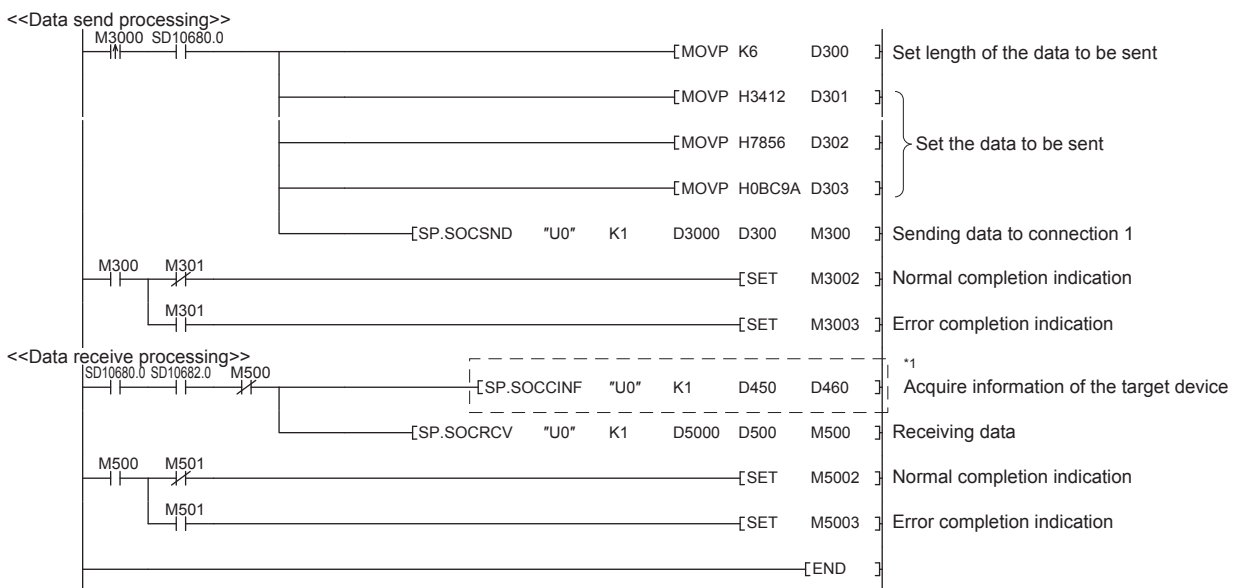 <<Data send processing>>
M3000 SD10680.0
[MOVP K6 D300 ] Set length of the data to be sent
[MOVP H3412 D301 ]
[MOVP H7856 D302 ] Set the data to be sent
[MOVP H0BC9A D303 ]
[SP.SOCSND "U0" K1 D3000 D300 M300 ] Sending data to connection 1
M300 M301
[SET M3002 ] Normal completion indication
M301
[SET M3003 ] Error completion indication
<<Data receive processing>>
SD10680.0 SD10682.0 M500
*1
[SP.SOCCINF "U0" K1 D450 D460 ] Acquire information of the target device
[SP.SOCRCV "U0" K1 D5000 D500 M500 ] Receiving data
M500 M501
[SET M5002 ] Normal completion indication
M501
[SET M5003 ] Error completion indication
[END ]